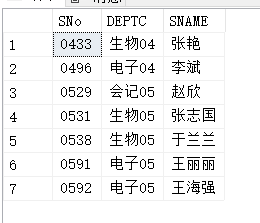 SNo DEPTC SNAME
1 0433 生物04 张艳
2 0496 电子04 李斌
3 0529 会记05 赵欣
4 0531 生物05 张志国
5 0538 生物05 于兰兰
6 0591 电子05 王丽丽
7 0592 电子05 王海强